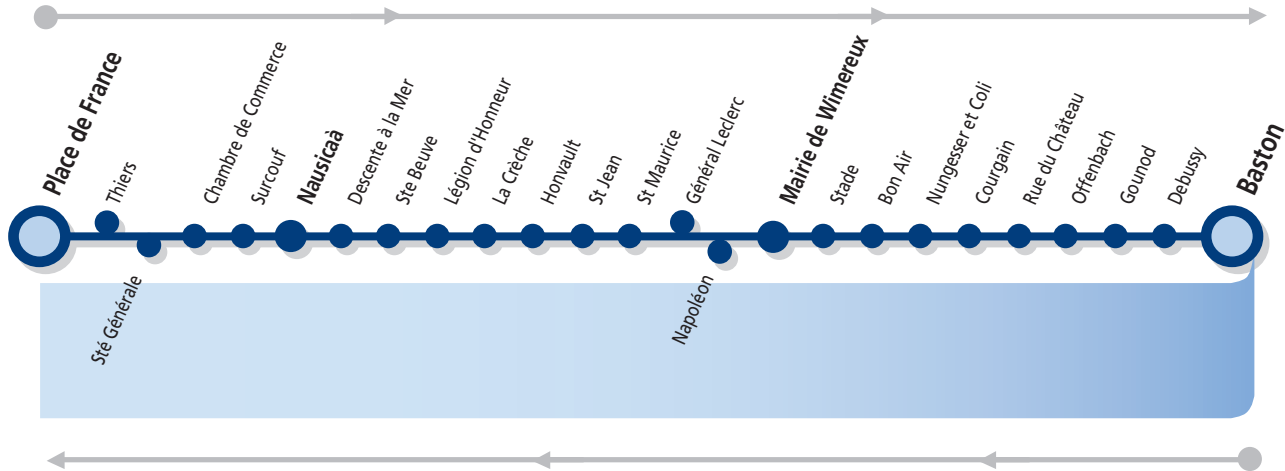 Place de France
Thiers
Sté Générale
Chambre de Commerce
Surcouf
Nausicaà
Descente à la Mer
Ste Beuve
Légion d'Honneur
La Crèche
Honvault
St Jean
St Maurice
Général Leclerc
Napoléon
Mairie de Wimereux
Stade
Bon Air
Nungesser et Coli
Courgain
Rue du Château
Offenbach
Gounod
Debussy
Baston